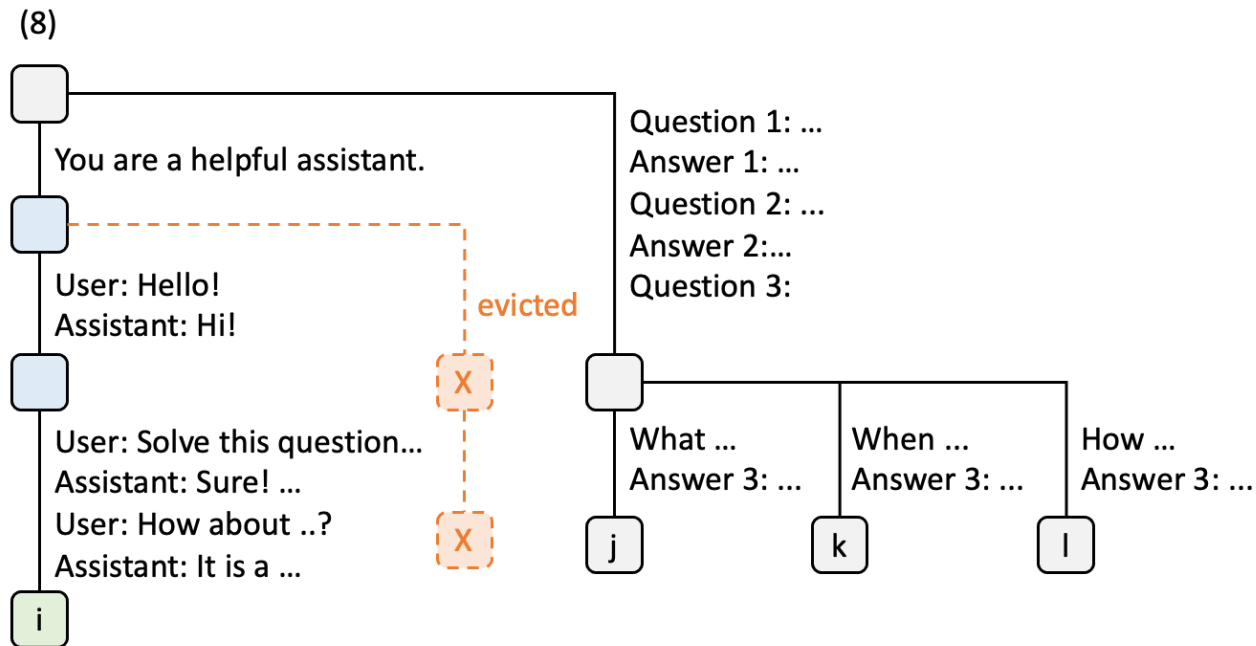 (8)
You are a helpful assistant.
User: Hello!
Assistant: Hi!
User: Solve this question...
Assistant: Sure! ...
User: How about ..?
Assistant: It is a ...
i
evicted
X
X
Question 1: ...
Answer 1: ...
Question 2: ...
Answer 2:...
Question 3:
What ...
Answer 3: ...
j
When ...
Answer 3: ...
k
How ...
Answer 3: ...
l